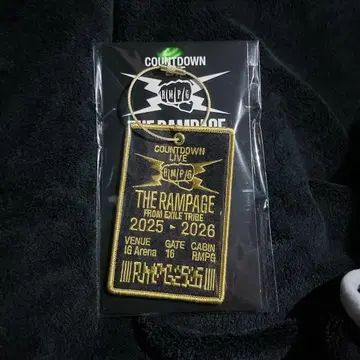 COUNTDOWN
RMPG
THE RAMPAGE
COUNTDOWN
LIVE
RMPG
THE RAMPAGE
FROM EXILE TRIBE
2025 - 2026
VENUE GATE CABIN
IG Arena 16 RMPG